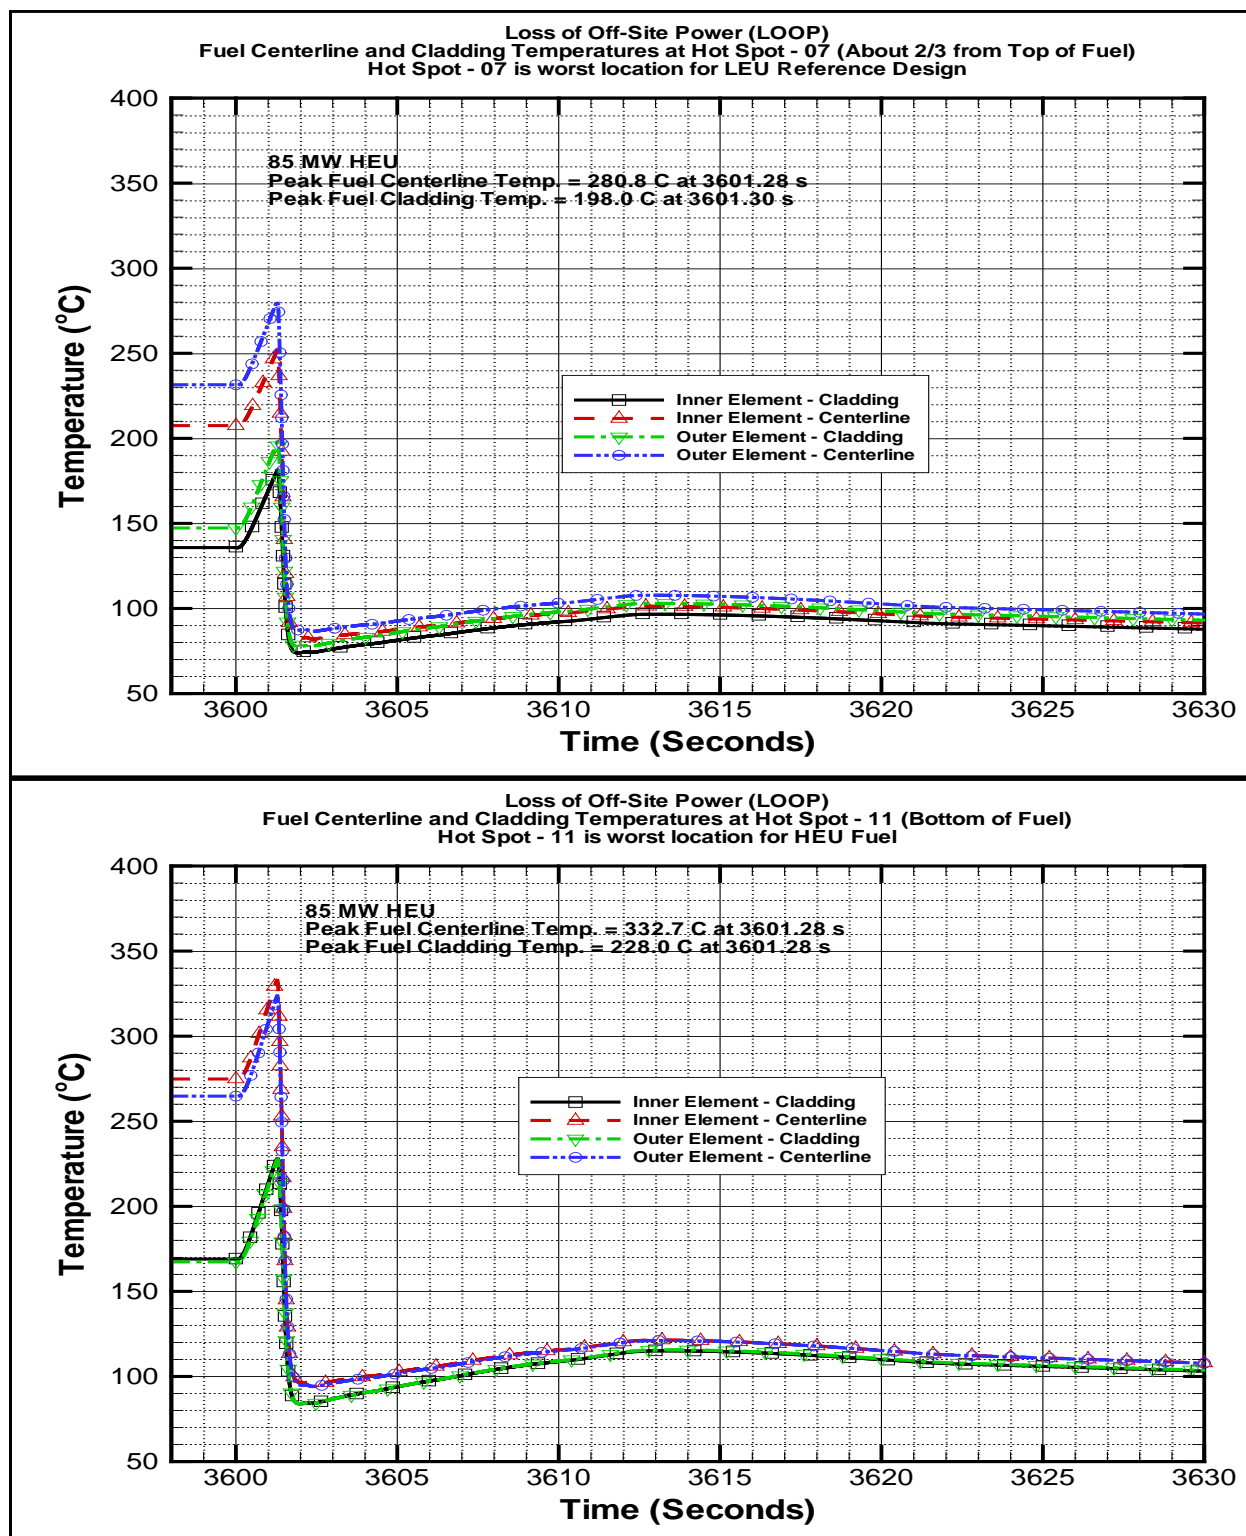 Loss of Off-Site Power (LOOP)
Fuel Centerline and Cladding Temperatures at Hot Spot - 07 (About 2/3 from Top of Fuel)
Hot Spot - 07 is worst location for LEU Reference Design
400
350
300
250
200
150
100
50
Temperature (°C)
85 MW HEU
Peak Fuel Centerline Temp. = 280.8 C at 3601.28 s
Peak Fuel Cladding Temp. = 198.0 C at 3601.30 s
Inner Element - Cladding
Inner Element - Centerline
Outer Element - Cladding
Outer Element - Centerline
3600 3605 3610 3615 3620 3625 3630
Time (Seconds)
Loss of Off-Site Power (LOOP)
Fuel Centerline and Cladding Temperatures at Hot Spot - 11 (Bottom of Fuel)
Hot Spot - 11 is worst location for HEU Fuel
400
350
300
250
200
150
100
50
Temperature (°C)
85 MW HEU
Peak Fuel Centerline Temp. = 332.7 C at 3601.28 s
Peak Fuel Cladding Temp. = 228.0 C at 3601.28 s
Inner Element - Cladding
Inner Element - Centerline
Outer Element - Cladding
Outer Element - Centerline
3600 3605 3610 3615 3620 3625 3630
Time (Seconds)